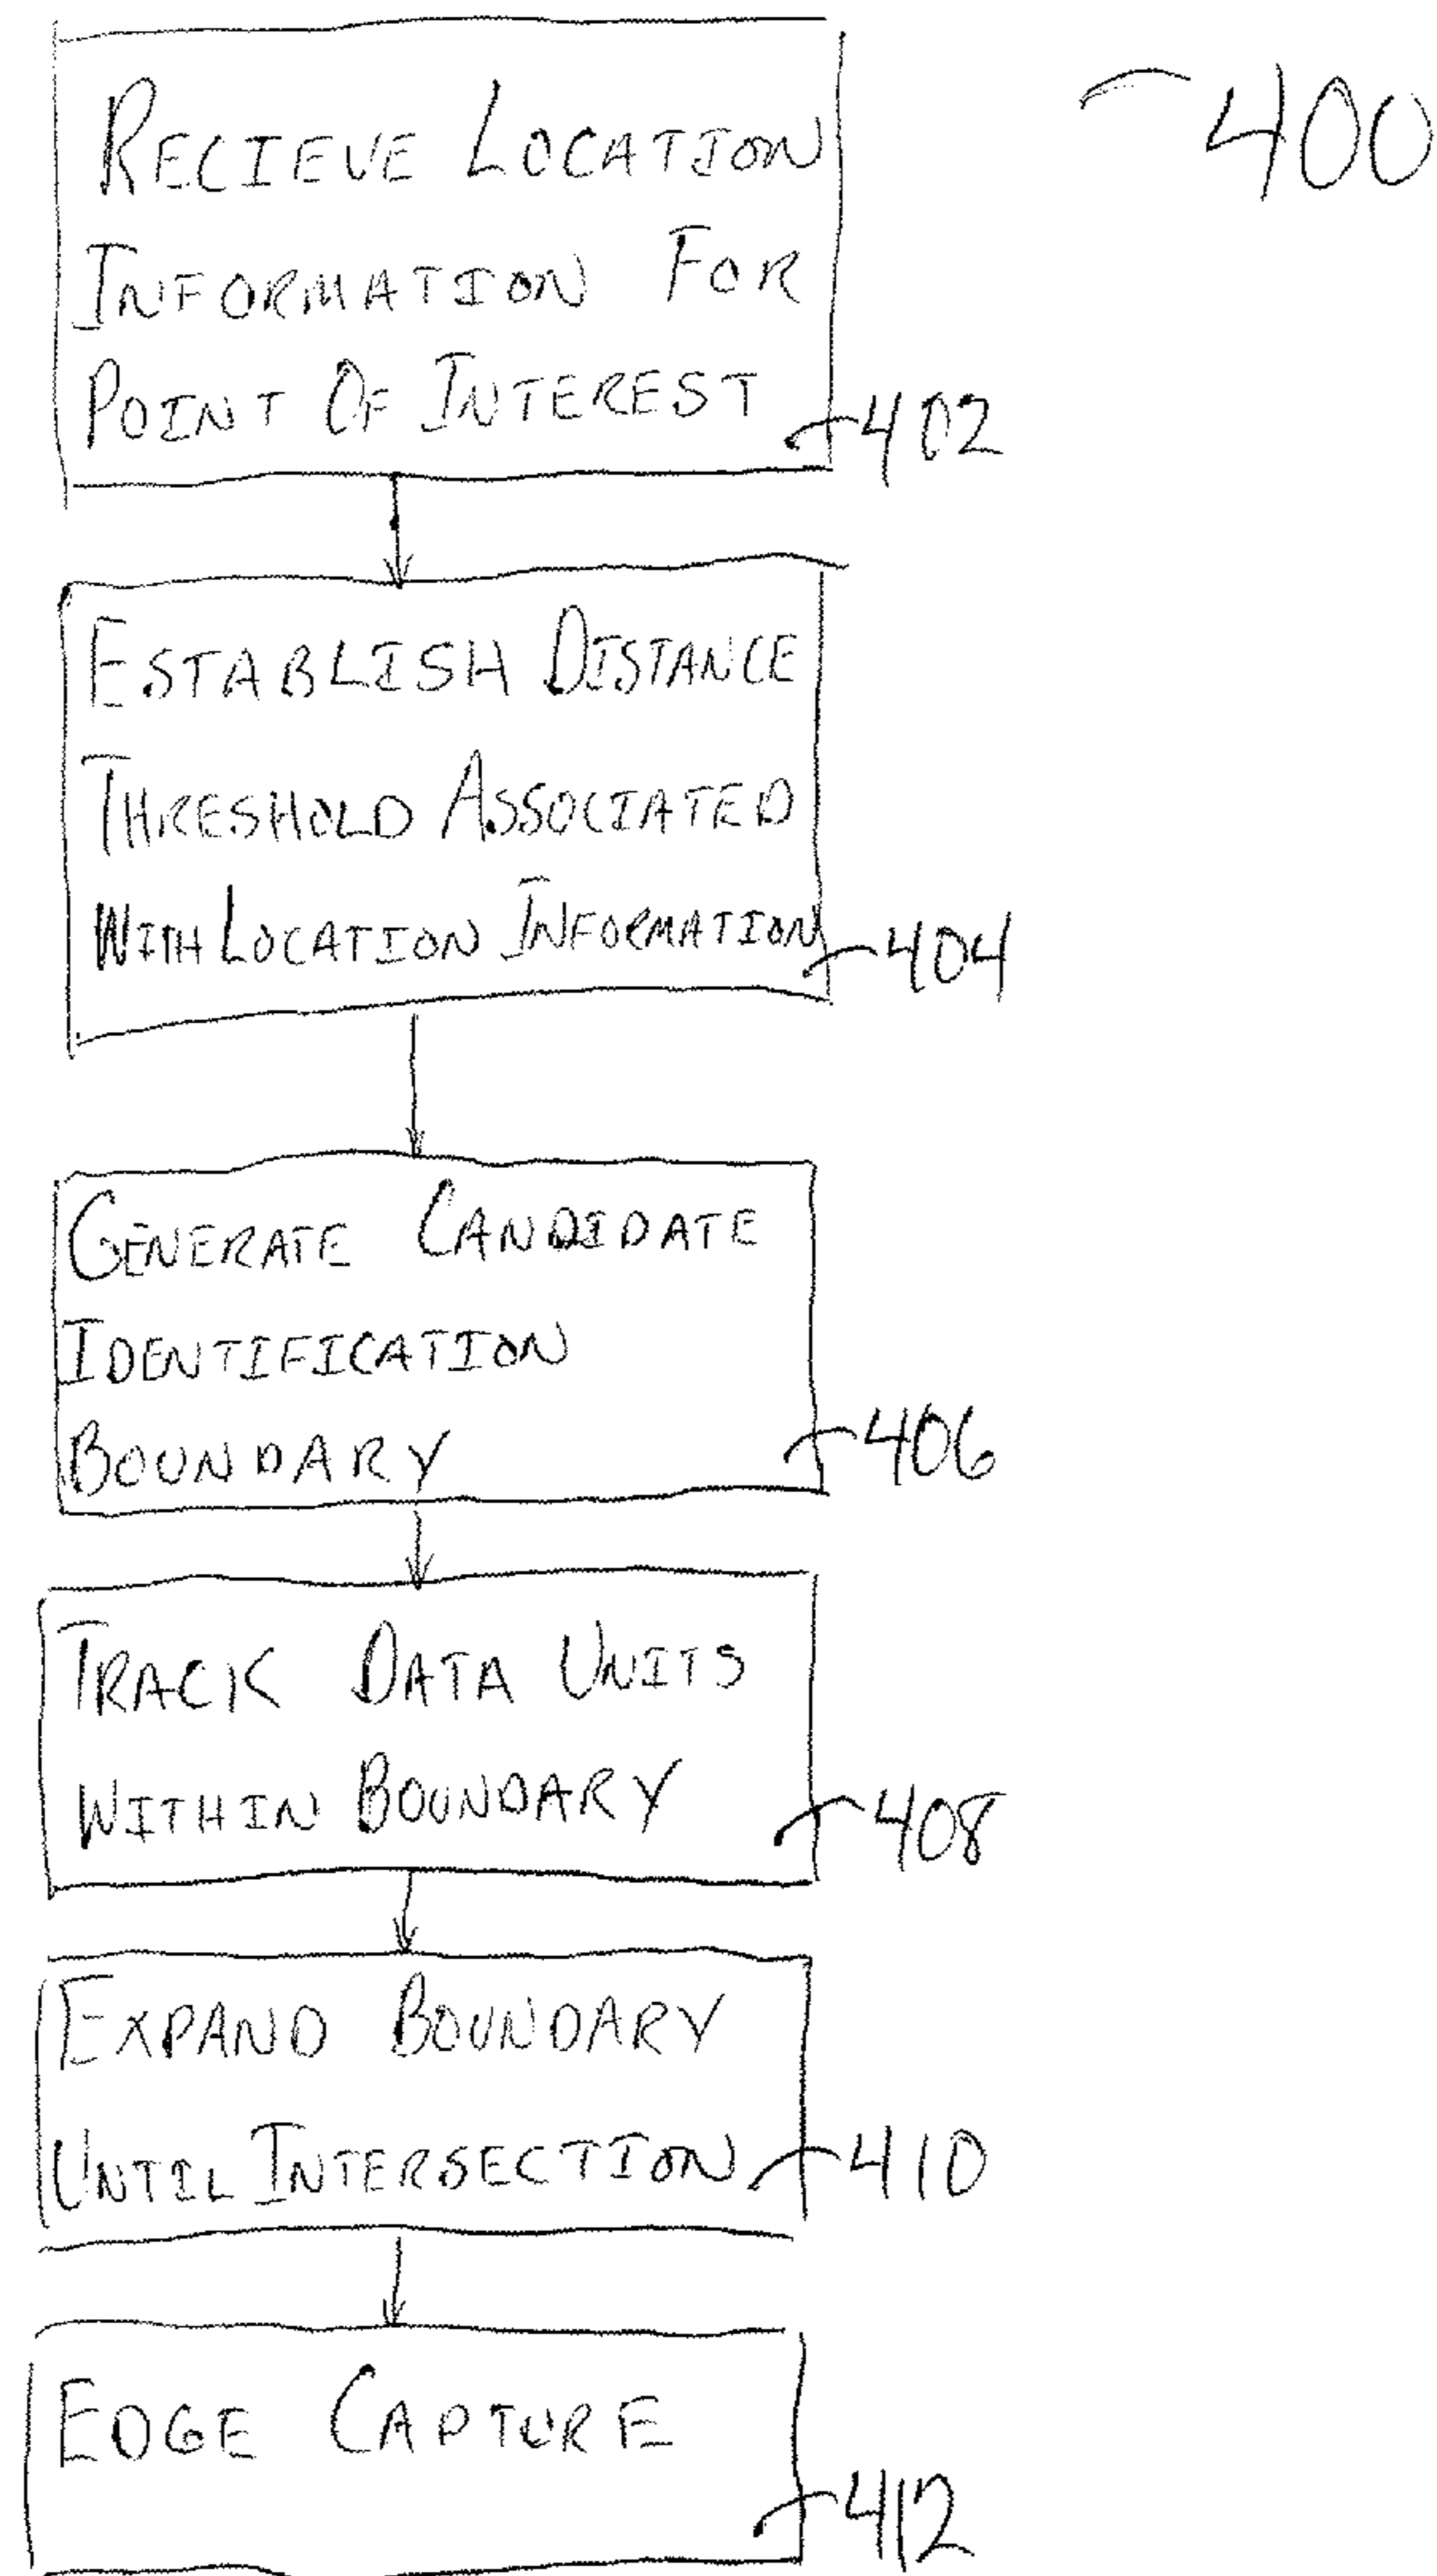 RECIEVE LOCATION
400
INFORMATION FOR
POINT OF INTEREST
402
ESTABLISH DISTANCE
THRESHOLD ASSOCIATED
WITH LOCATION INFORMATION
404
GENERATE CANDIDATE
IDENTIFICATION
BOUNDARY
406
TRACK DATA UNITS
WITHIN BOUNDARY
408
EXPAND BOUNDARY
UNTIL INTERSECTION
410
EDGE CAPTURE
412